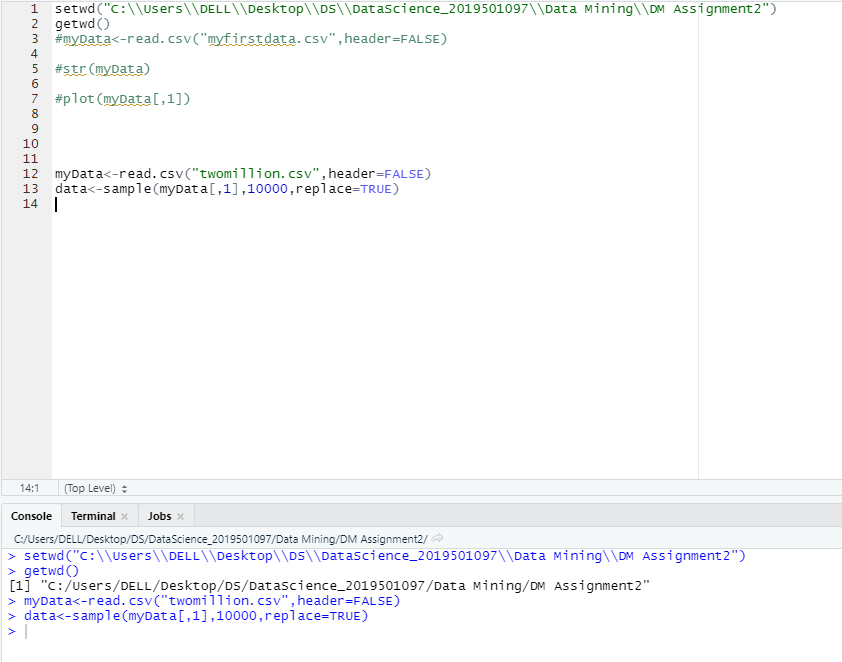 1 setwd("C:\\Users\\DELL\\Desktop\\DS\\DataScience_2019501097\\Data Mining\\DM Assignment2")
2 getwd()
3 #myData<-read.csv("myfirstdata.csv",header=FALSE)
4
5 #str(myData)
6
7 #plot(myData[,1])
8
9
10
11
12 myData<-read.csv("twomillion.csv",header=FALSE)
13 data<-sample(myData[,1],10000,replace=TRUE)
14
14:1 (Top Level)
Console Terminal × Jobs ×
C:/Users/DELL/Desktop/DS/DataScience_2019501097/Data Mining/DM Assignment2/
> setwd("C:\\Users\\DELL\\Desktop\\DS\\DataScience_2019501097\\Data Mining\\DM Assignment2")
> getwd()
[1] "C:/Users/DELL/Desktop/DS/DataScience_2019501097/Data Mining/DM Assignment2"
> myData<-read.csv("twomillion.csv",header=FALSE)
> data<-sample(myData[,1],10000,replace=TRUE)
>